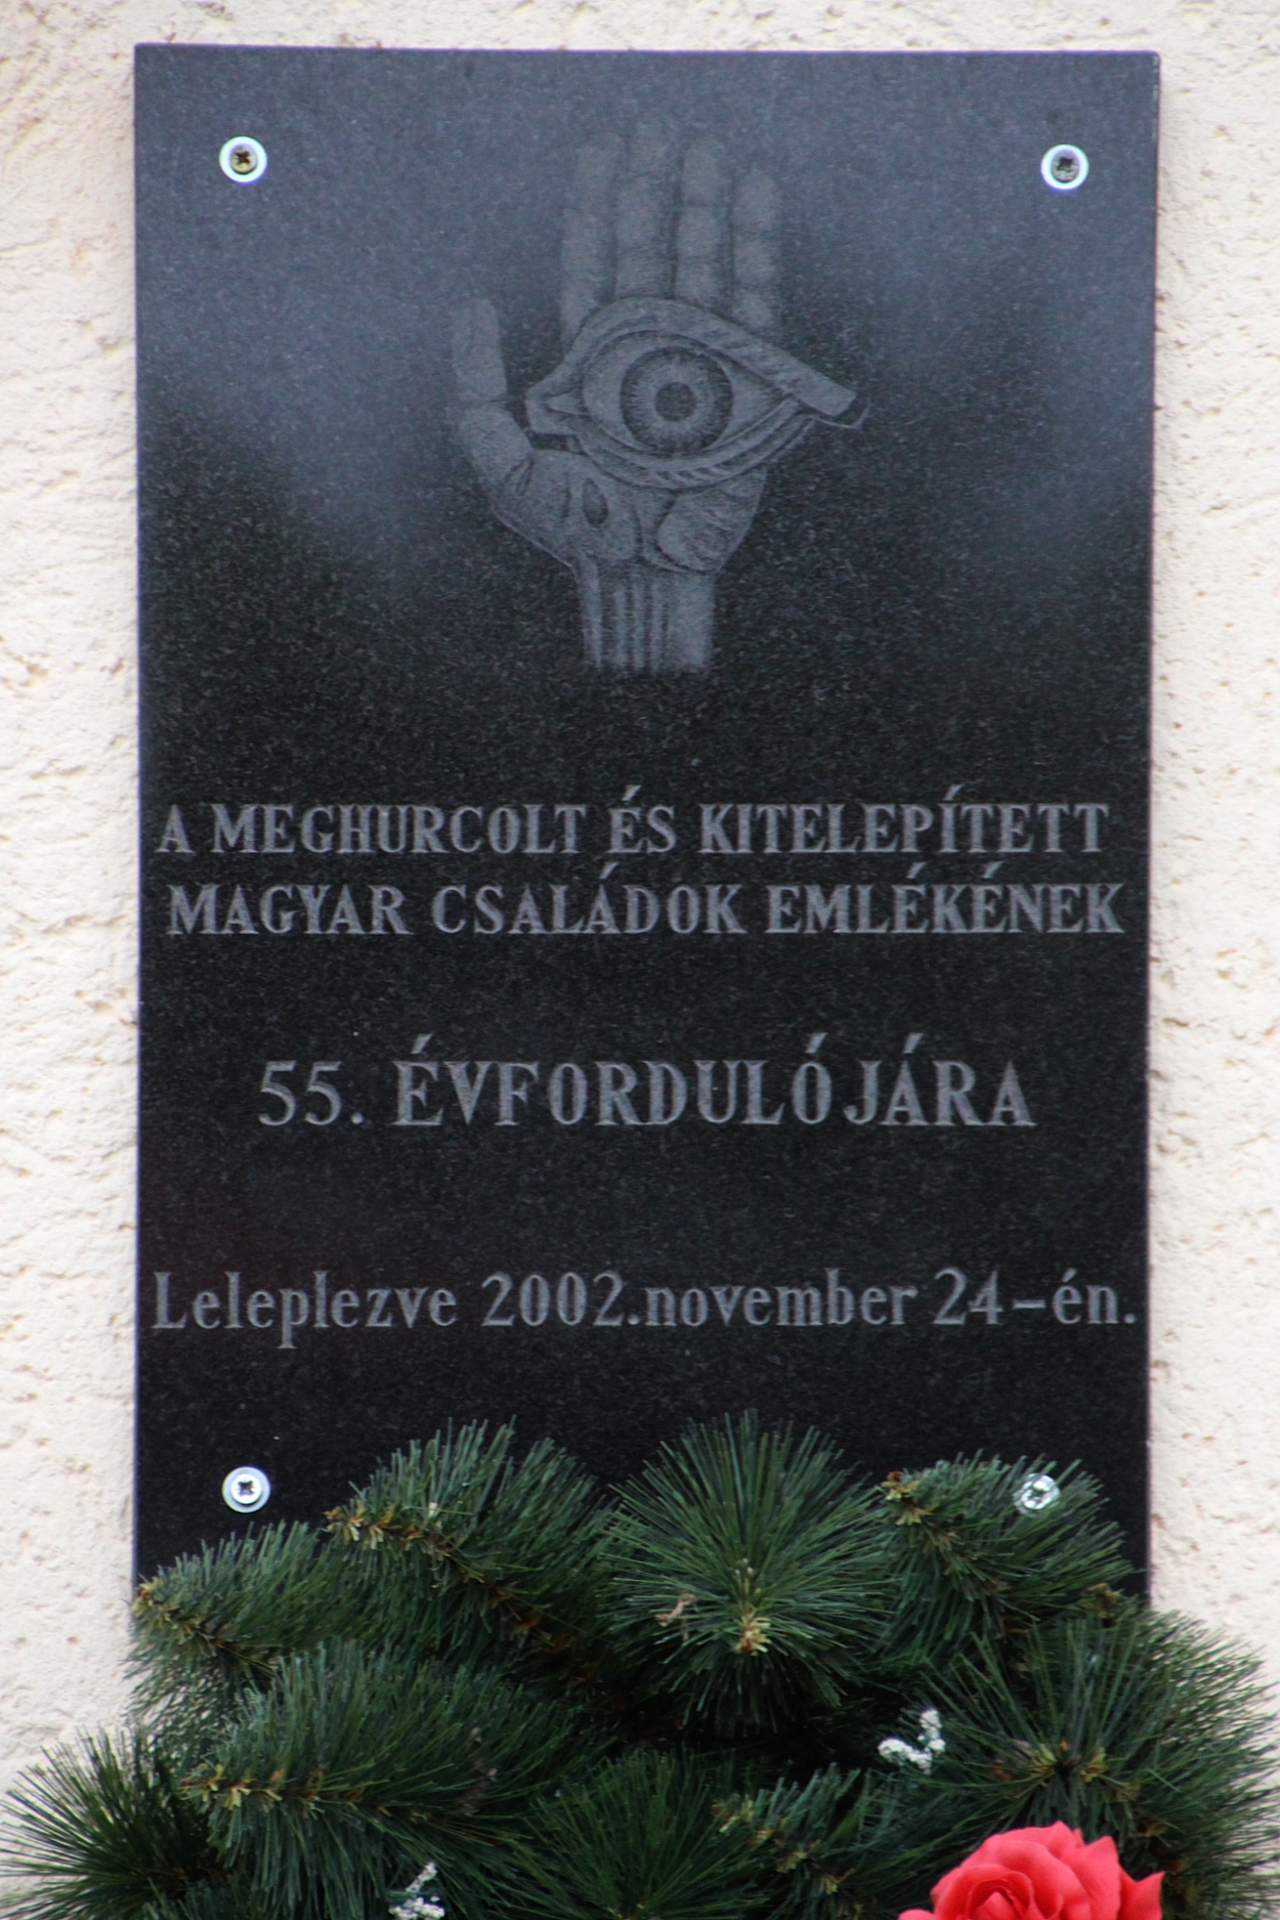 A MEGHURCOLT ÉS KITELEPÍTETT
MAGYAR CSALÁDOK EMLÉKÉNEK
55. ÉVFORDULÓJÁRA
Leleplezve 2002.november 24-én.